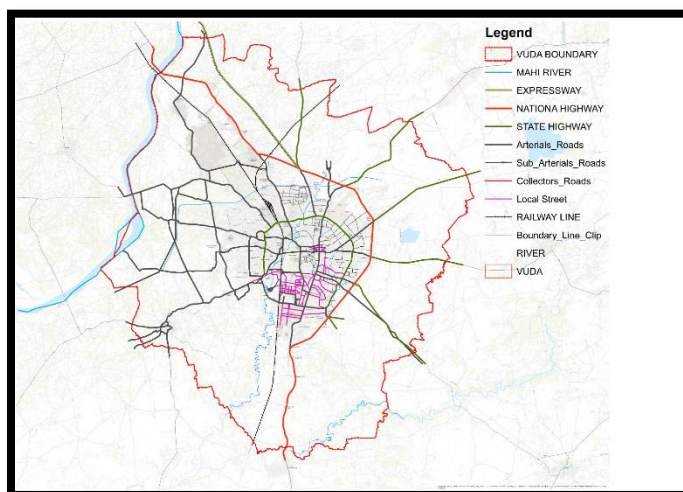 Legend
VUDA BOUNDARY
MAHI RIVER
EXPRESSWAY
NATIONA HIGHWAY
STATE HIGHWAY
Arterials_Roads
Sub_Arterials_Roads
Collectors_Roads
Local Street
RAILWAY LINE
Boundary_Line_Clip
RIVER
VUDA